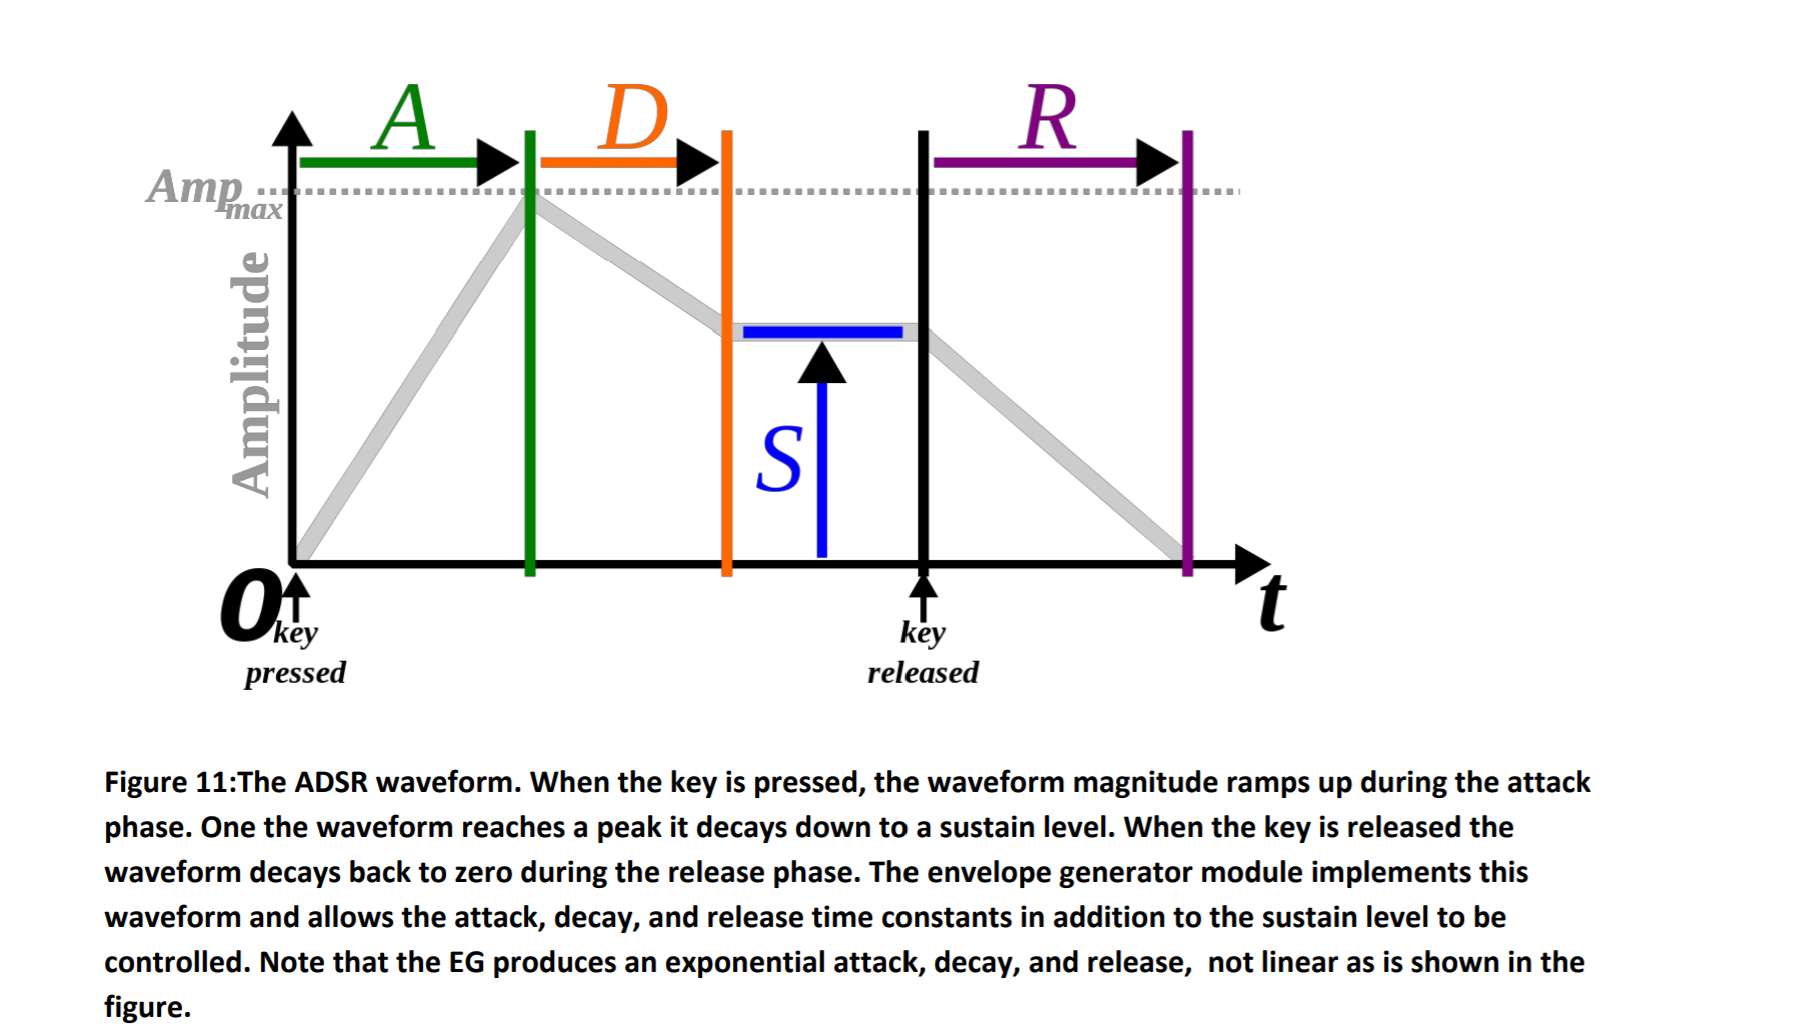 A D R
Amp max
Amplitude
S
0 t
key key
pressed released
Figure 11:The ADSR waveform. When the key is pressed, the waveform magnitude ramps up during the attack
phase. One the waveform reaches a peak it decays down to a sustain level. When the key is released the
waveform decays back to zero during the release phase. The envelope generator module implements this
waveform and allows the attack, decay, and release time constants in addition to the sustain level to be
controlled. Note that the EG produces an exponential attack, decay, and release,  not linear as is shown in the
figure.